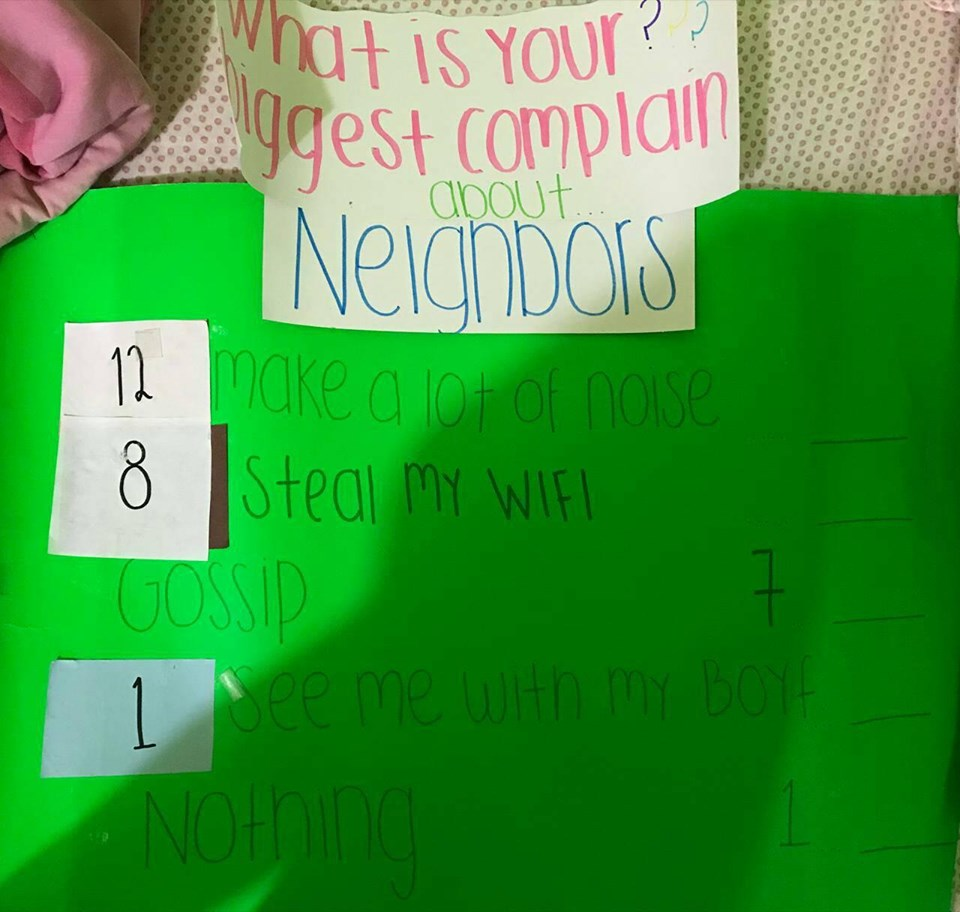 What is Your ???
biggest complain
about...
Neighbors
12 make a lot of noise
8 Steal my WIFI
Gossip 7
1 See me with my Boyf
Nothing 1